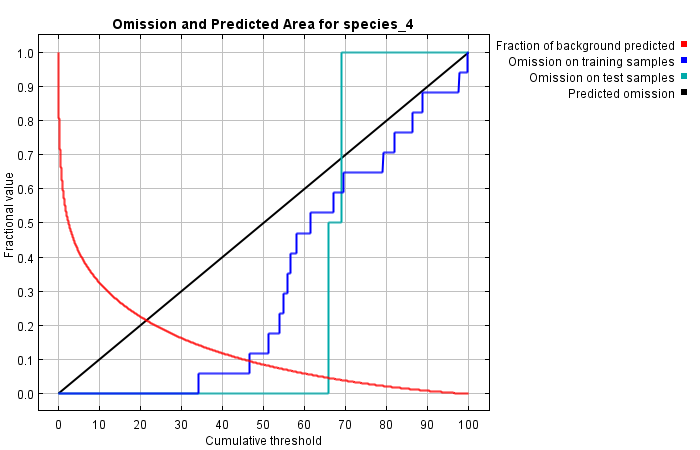 Omission and Predicted Area for species_4
Fraction of background predicted
Omission on training samples
Omission on test samples
Predicted omission
Fractional value
1.0
0.9
0.8
0.7
0.6
0.5
0.4
0.3
0.2
0.1
0.0
0 10 20 30 40 50 60 70 80 90 100
Cumulative threshold